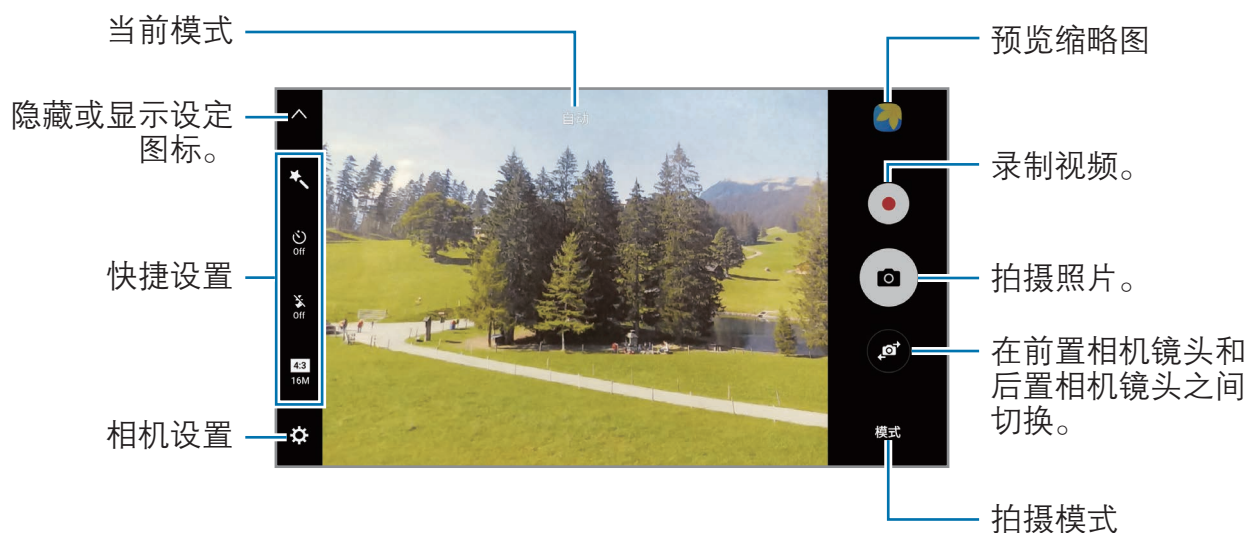 当前模式
预览缩略图
隐藏或显示设定
图标。
自动
录制视频。
Off
快捷设置
拍摄照片。
Off
4:3
16M
在前置相机镜头和
后置相机镜头之间
切换。
相机设置
模式
拍摄模式